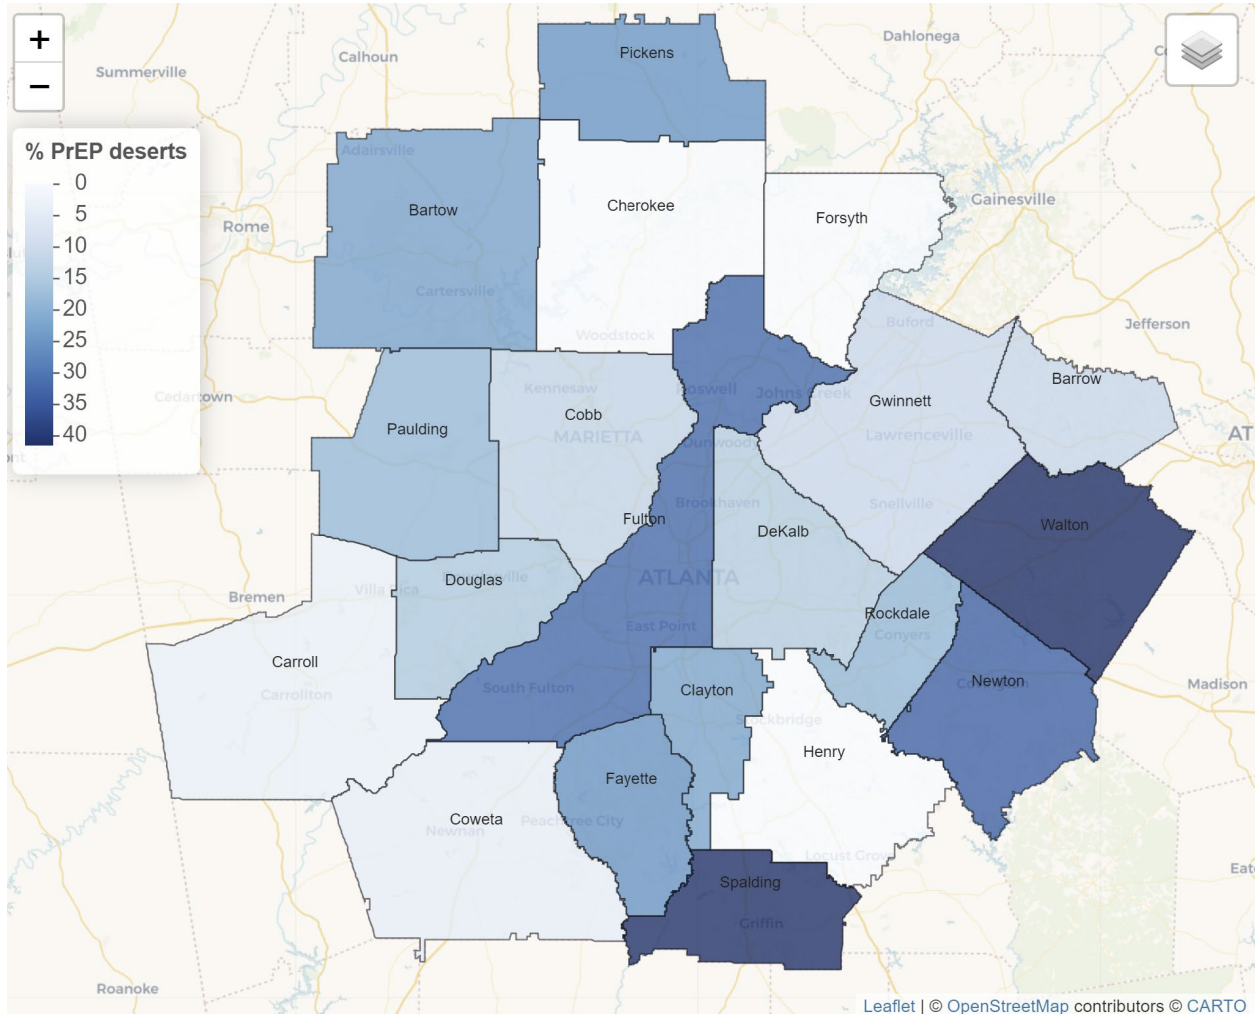 +
−
% PrEP deserts
0
5
10
15
20
25
30
35
40
Pickens
Dahlonega
Calhoun
Summerville
Adairsville
Bartow
Cherokee
Forsyth
Gainesville
Rome
Cartersville
Woodstock
Buford
Jefferson
Cedartown
Kennesaw
Roswell
Johns Creek
Barrow
Cobb
Gwinnett
Paulding
MARIETTA
Dunwoody
Lawrenceville
AT
Brookhaven
Snellville
Fulton
DeKalb
Walton
ATLANTA
Douglas
Villa Rica
Bremen
Rockdale
Conyers
East Point
Carroll
Carrollton
South Fulton
Clayton
Newton
Covington
Madison
Stockbridge
Henry
Fayette
Coweta
Newnan
Peachtree City
Locust Grove
Spalding
Griffin
Eat
Roanoke
Leaflet | © OpenStreetMap contributors © CARTO